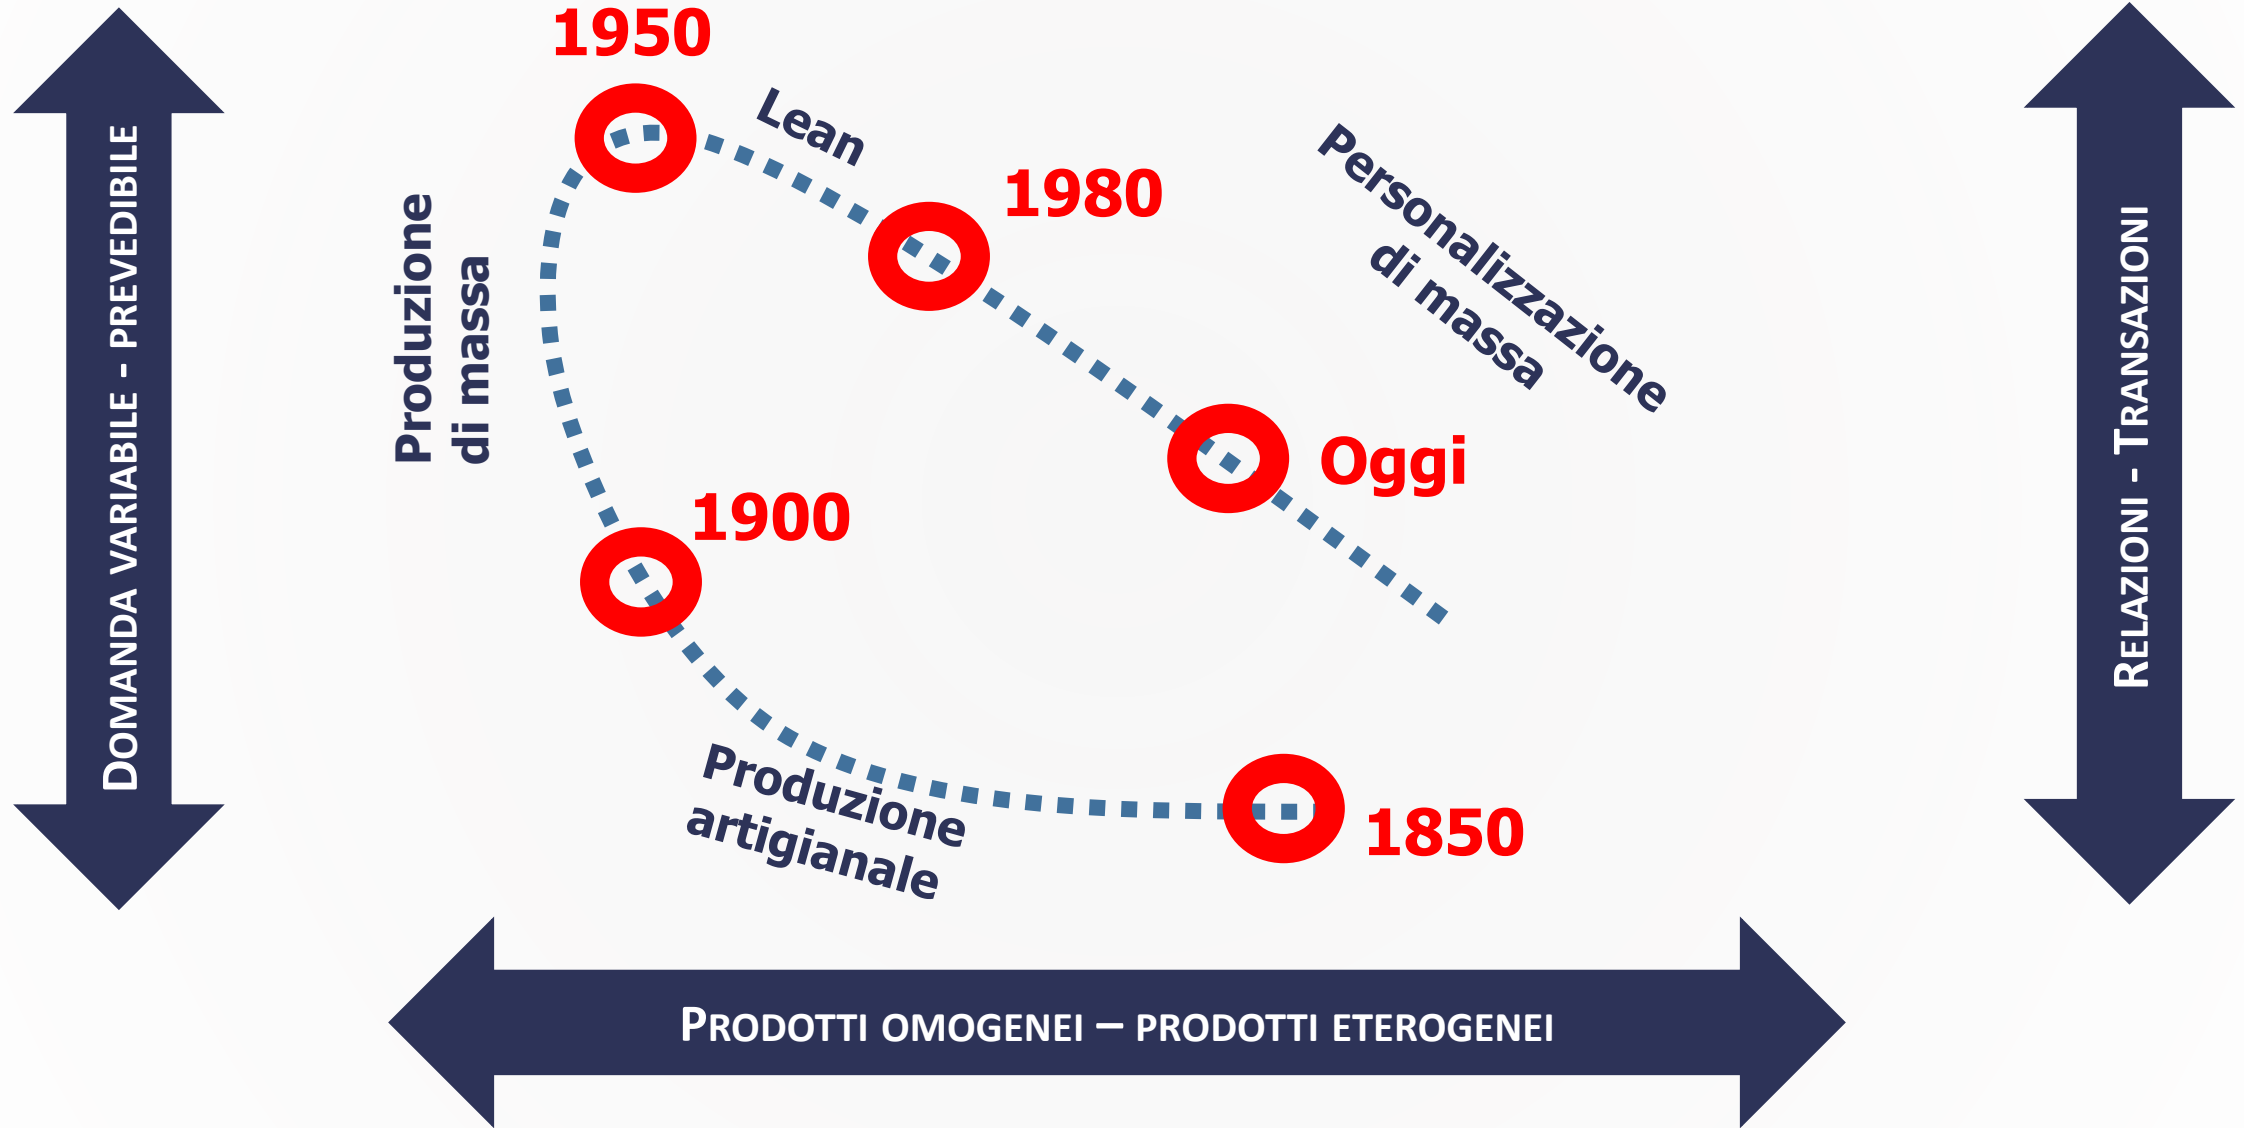 1950
Lean
1980
Personalizzazione
di massa
Produzione
di massa
Oggi
1900
Produzione
artigianale
1850
DOMANDA VARIABILE - PREVEDIBILE
RELAZIONI - TRANSAZIONI
PRODOTTI OMOGENEI – PRODOTTI ETEROGENEI